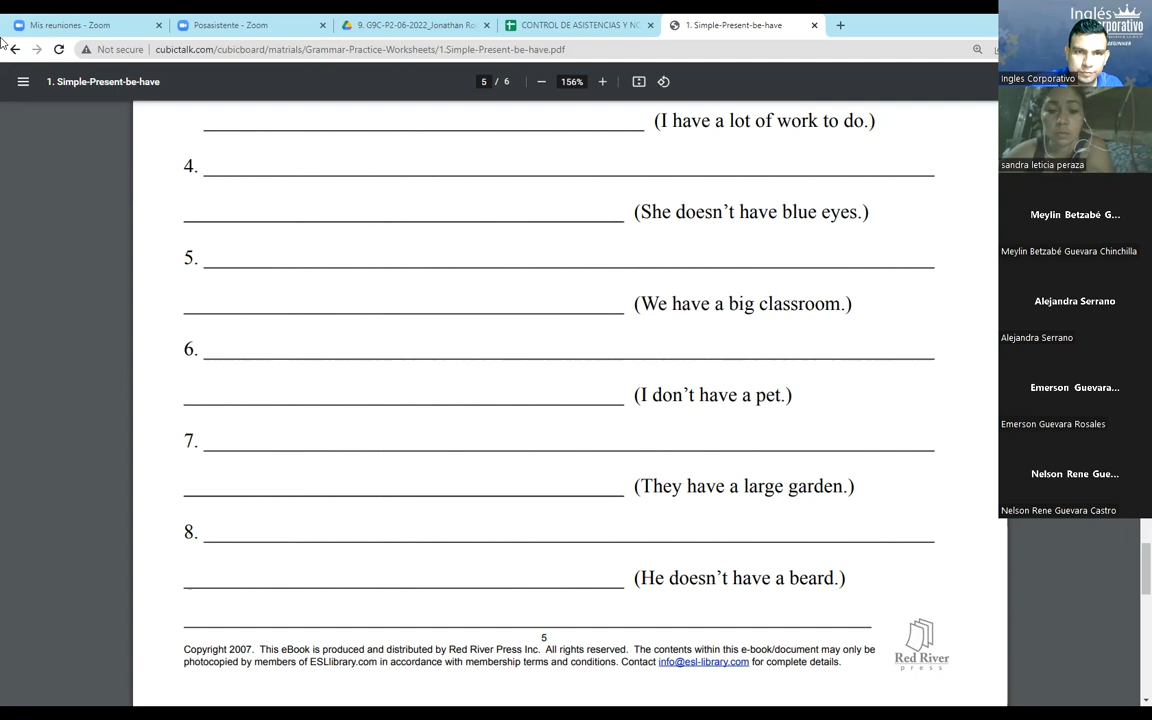 Mis reuniones - Zoom
Posasistente - Zoom
9. G9C-P2-06-2022_Jonathan Ro
CONTROL DE ASISTENCIAS Y NO
1. Simple-Present-be-have
Not secure
cubictalk.com/cubicboard/matrials/Grammar-Practice-Worksheets/1.Simple-Present-be-have.pdf
1. Simple-Present-be-have
5 / 6
156%
(I have a lot of work to do.)
4.
(She doesn't have blue eyes.)
5.
(We have a big classroom.)
6.
(I don't have a pet.)
7.
(They have a large garden.)
8.
(He doesn't have a beard.)
5
Copyright 2007. This eBook is produced and distributed by Red River Press Inc. All rights reserved. The contents within this e-book/document may only be
photocopied by members of ESLlibrary.com in accordance with membership terms and conditions. Contact info@esl-library.com for complete details.
Red River
press
Inglés
Ingles Corporativo
sandra leticia peraza
Meylin Betzabé G...
Meylin Betzabé Guevara Chinchilla
Alejandra Serrano
Alejandra Serrano
Emerson Guevara...
Emerson Guevara Rosales
Nelson Rene Gue...
Nelson Rene Guevara Castro